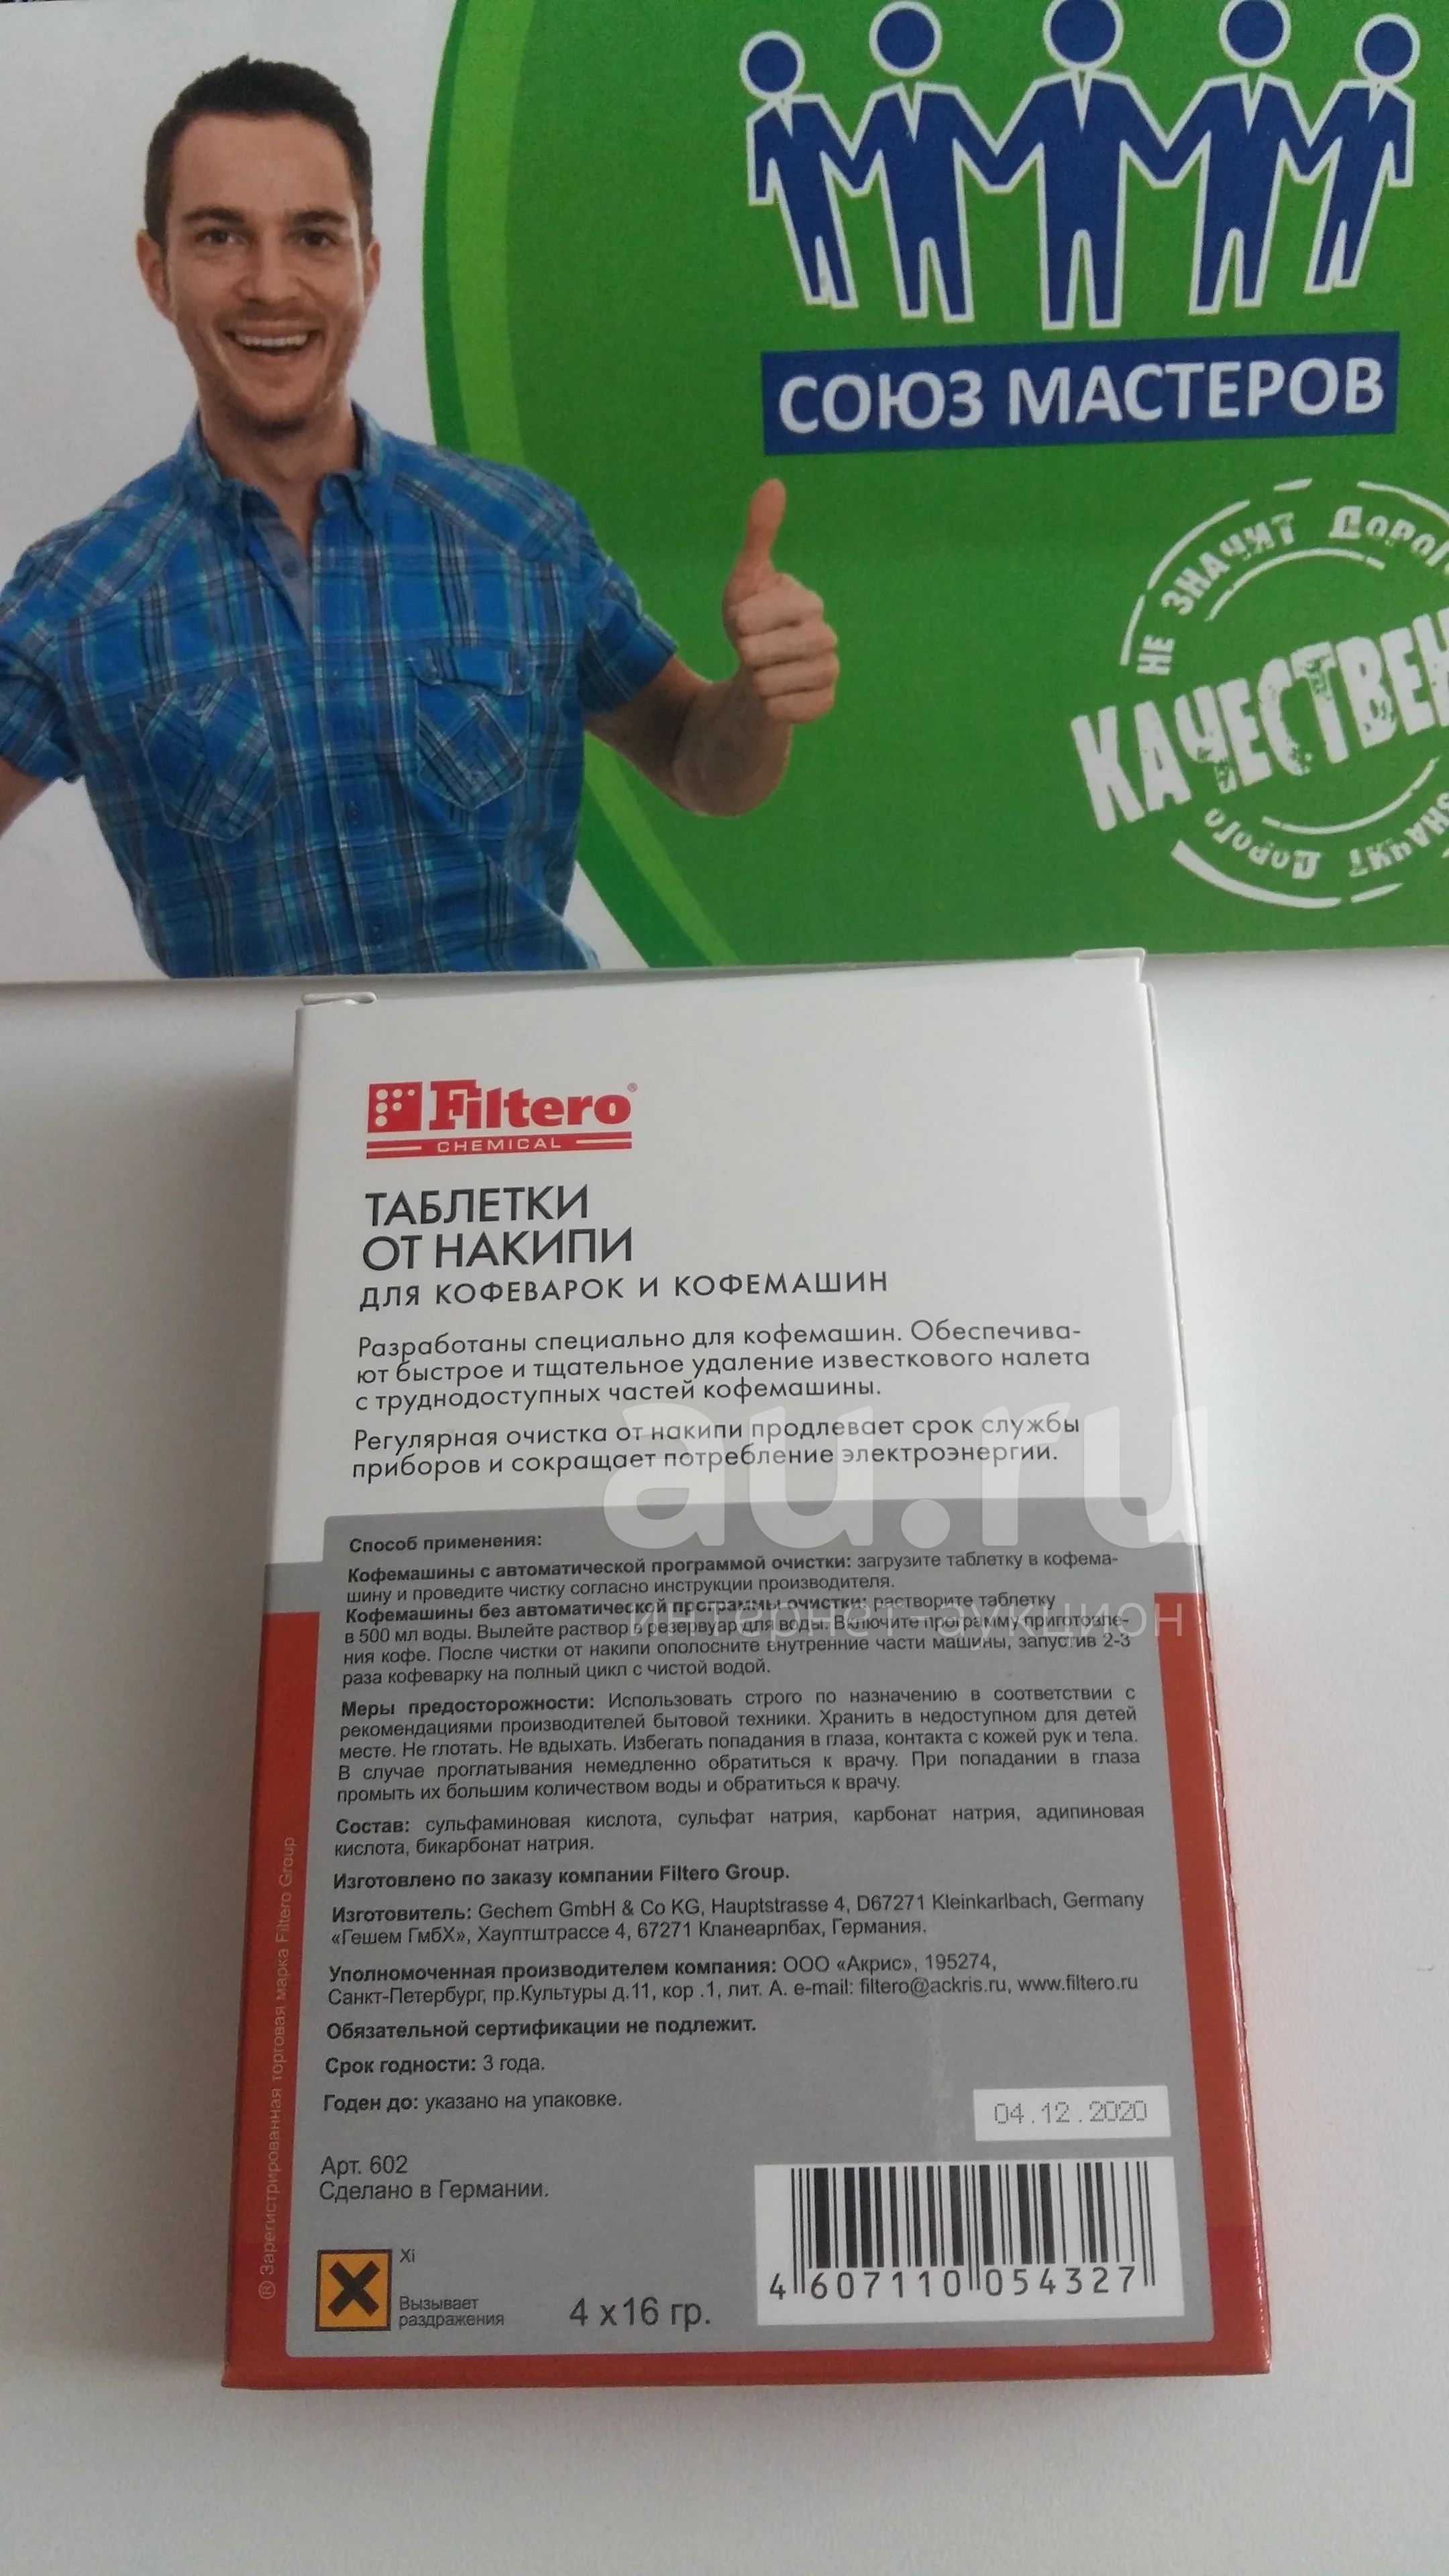 СОЮЗ МАСТЕРОВ
НЕ ЗНАЧИТ
КАЧЕСТВЕН
ЗНАЧИТ ДОРОГО
Filtero®
CHEMICAL
ТАБЛЕТКИ
ОТ НАКИПИ
ДЛЯ КОФЕВАРОК И КОФЕМАШИН
Разработаны специально для кофемашин. Обеспечива-
ют быстрое и тщательное удаление известкового налета
с труднодоступных частей кофемашины.
Регулярная очистка от накипи продлевает срок службы
приборов и сокращает потребление электроэнергии.
au.ru
интернет-аукцион
Способ применения:
Кофемашины с автоматической программой очистки: загрузите таблетку в кофема-
шину и проведите чистку согласно инструкции производителя.
Кофемашины без автоматической программы очистки: растворите таблетку
в 500 мл воды. Вылейте раствор в резервуар для воды. Включите программу приготовле-
ния кофе. После чистки от накипи ополосните внутренние части машины, запустив 2-3
раза кофеварку на полный цикл с чистой водой.
Меры предосторожности: Использовать строго по назначению в соответствии с
рекомендациями производителей бытовой техники. Хранить в недоступном для детей
месте. Не глотать. Не вдыхать. Избегать попадания в глаза, контакта с кожей рук и тела.
В случае проглатывания немедленно обратиться к врачу. При попадании в глаза
промыть их большим количеством воды и обратиться к врачу.
Состав: сульфаминовая кислота, сульфат натрия, карбонат натрия, адипиновая
кислота, бикарбонат натрия.
Изготовлено по заказу компании Filtero Group.
Изготовитель: Gechem GmbH & Co KG, Hauptstrasse 4, D67271 Kleinkarlbach, Germany
«Гешем ГмбХ», Хауптштрассе 4, 67271 Кланеарлбах, Германия.
Уполномоченная производителем компания: ООО «Акрис», 195274,
Санкт-Петербург, пр.Культуры д.11, кор .1, лит. А. e-mail: filtero@ackris.ru, www.filtero.ru
Обязательной сертификации не подлежит.
Срок годности: 3 года.
Годен до: указано на упаковке.
04.12.2020
Арт. 602
Сделано в Германии.
Xi
Вызывает
раздражения
4 x 16 гр.
4 607110 054327
® Зарегистрированная торговая марка Filtero Group